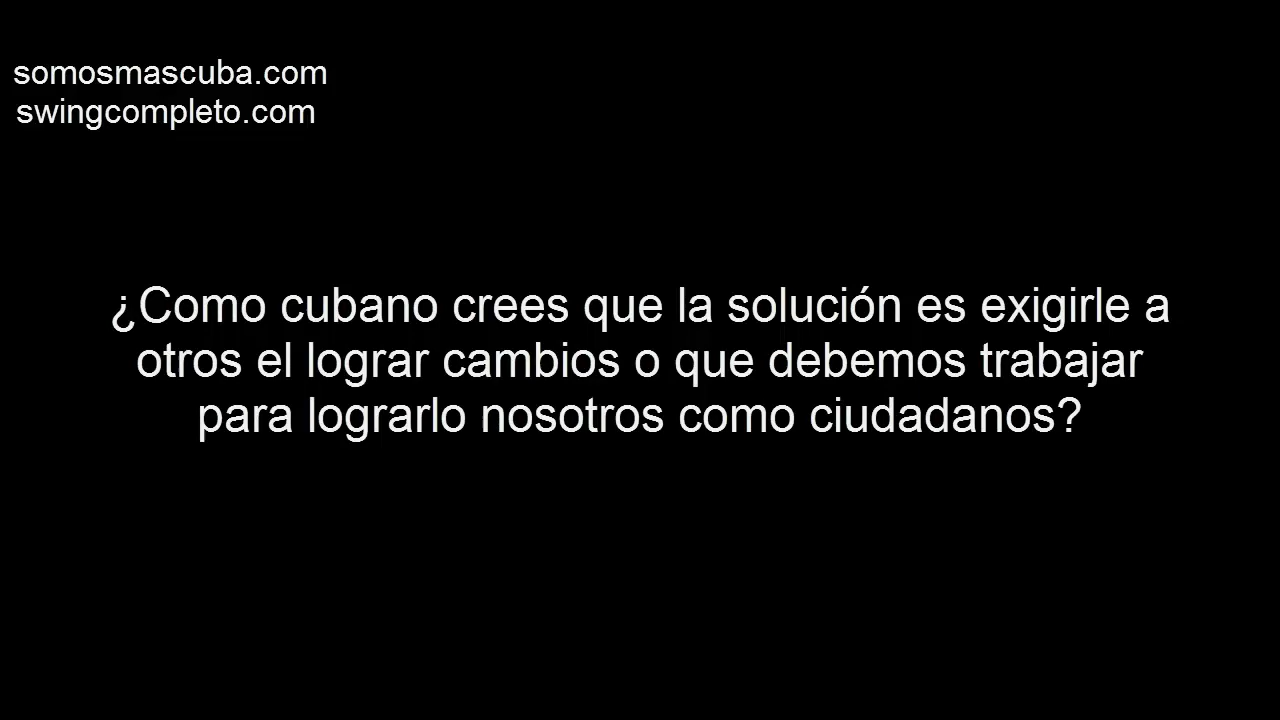 somosmascuba.com
swingcompleto.com
¿Como cubano crees que la solución es exigirle a
otros el lograr cambios o que debemos trabajar
para lograrlo nosotros como ciudadanos?